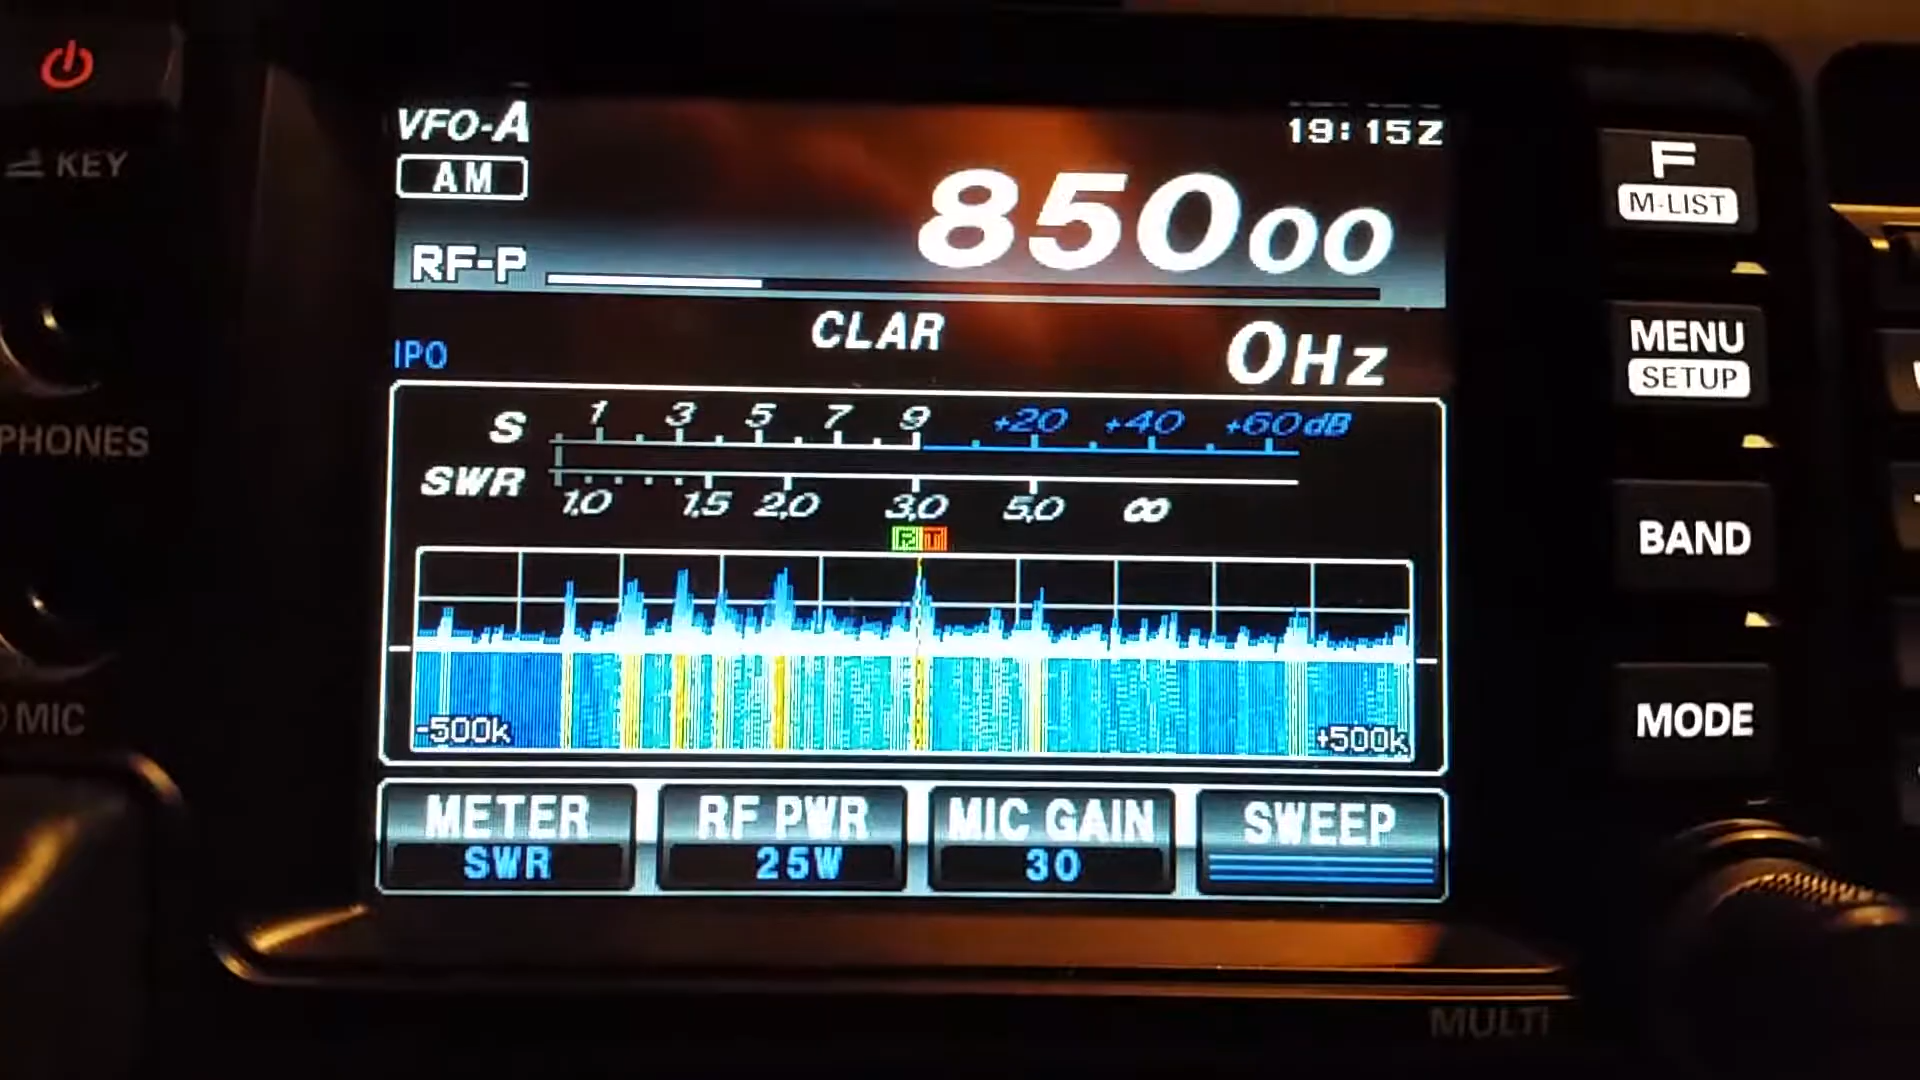 KEY
PHONES
MIC
VFO-A
19:15Z
AM
85000
RF-P
CLAR
0Hz
IPO
S 1 3 5 7 9 +20 +40 +60dB
SWR 1.0 1.5 2.0 3.0 5.0 ∞
-500k
+500k
METER
SWR
RF PWR
25W
MIC GAIN
30
SWEEP
F
M-LIST
MENU
SETUP
BAND
MODE
MULTI